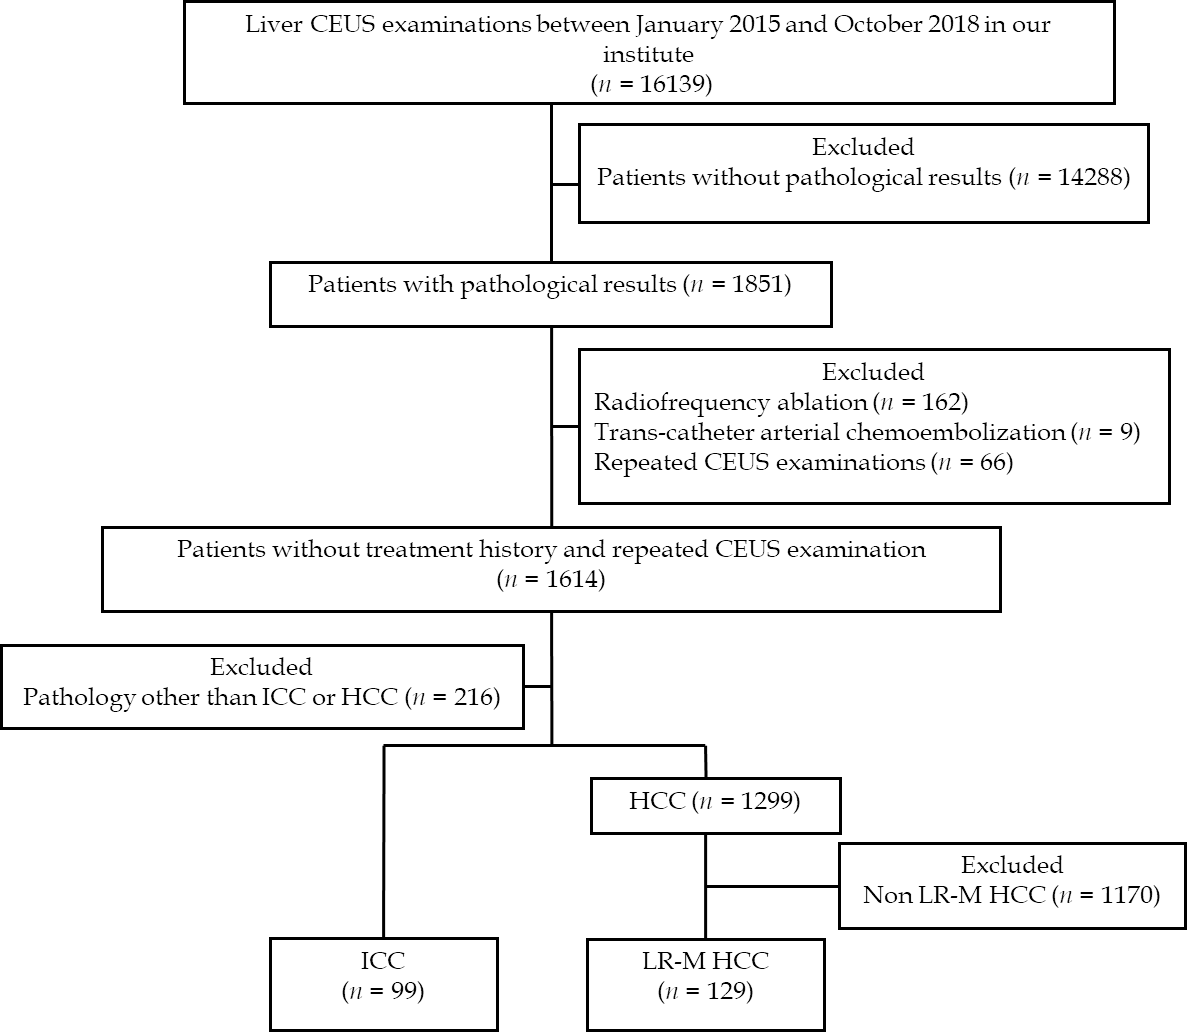 Liver CEUS examinations between January 2015 and October 2018 in our
institute
(n = 16139)
Excluded
Patients without pathological results (n = 14288)
Patients with pathological results (n = 1851)
Excluded
Radiofrequency ablation (n = 162)
Trans-catheter arterial chemoembolization (n = 9)
Repeated CEUS examinations (n = 66)
Patients without treatment history and repeated CEUS examination
(n = 1614)
Excluded
Pathology other than ICC or HCC (n = 216)
HCC (n = 1299)
Excluded
Non LR-M HCC (n = 1170)
ICC
(n = 99)
LR-M HCC
(n = 129)